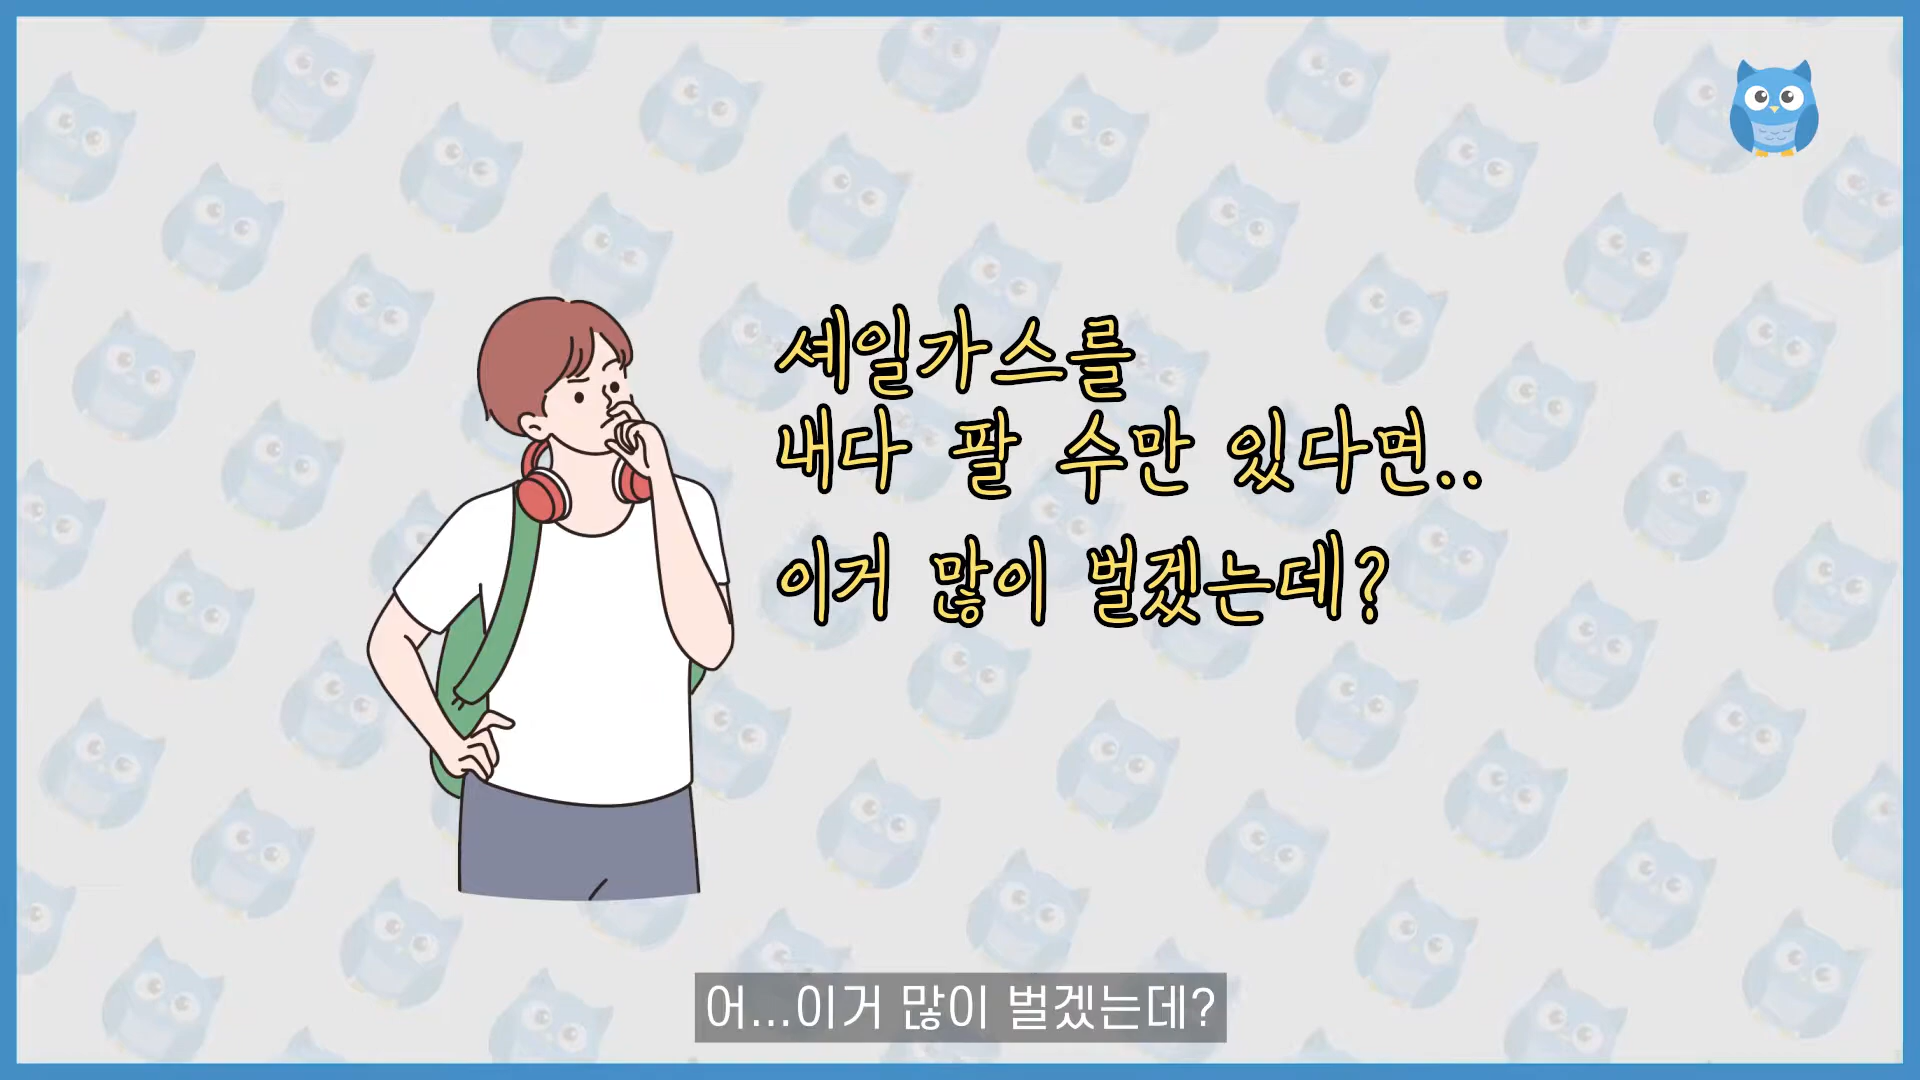 셰일가스를
내다 팔 수만 있다면..
이거 많이 벌겠는데?
어...이거 많이 벌겠는데?